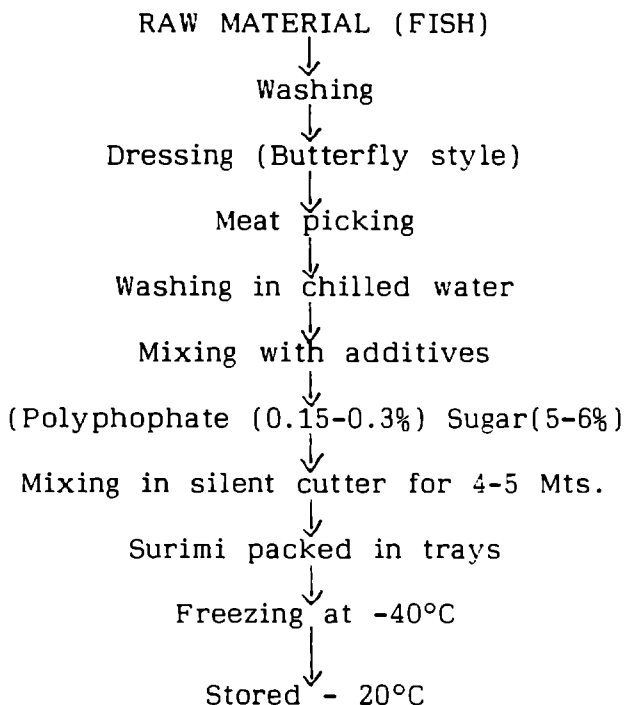 RAW MATERIAL (FISH)
Washing
Dressing (Butterfly style)
Meat picking
Washing in chilled water
Mixing with additives
(Polyphophate (0.15-0.3%) Sugar(5-6%)
Mixing in silent cutter for 4-5 Mts.
Surimi packed in trays
Freezing at -40°C
Stored - 20°C